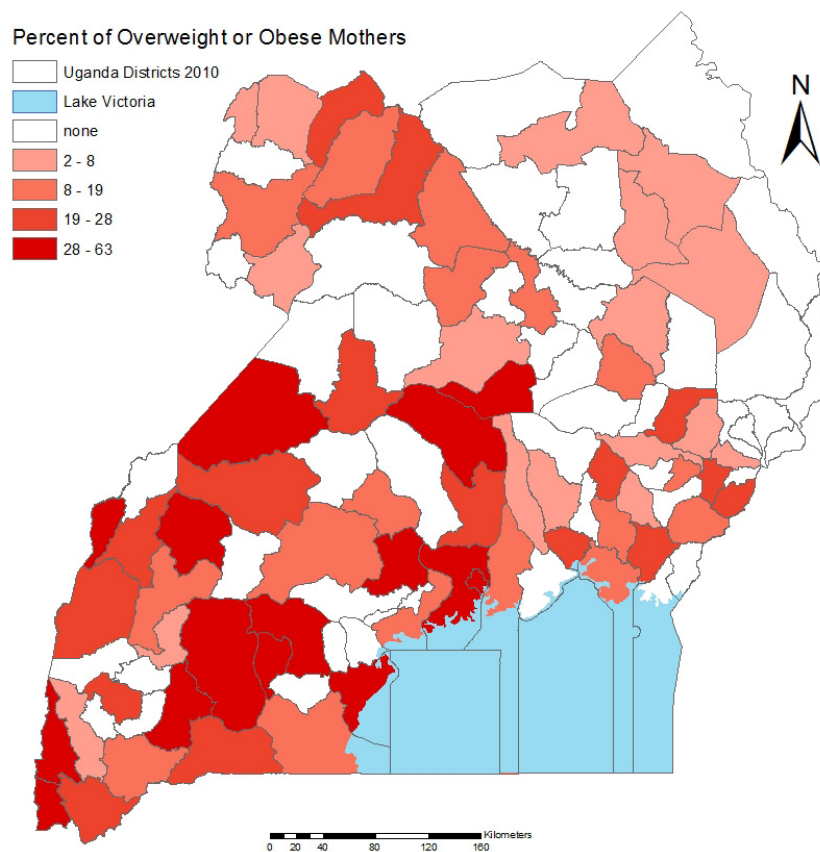 Percent of Overweight or Obese Mothers
Uganda Districts 2010
Lake Victoria
none
2 - 8
8 - 19
19 - 28
28 - 63
N
0 20 40 80 120 160 Kilometers